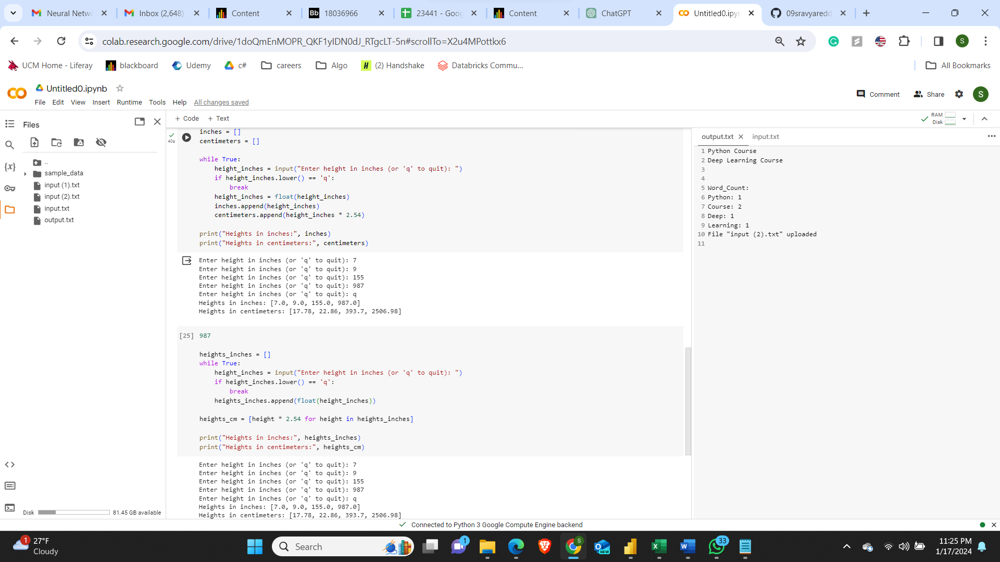 Neural Netwo
Inbox (2,648)
Content
Bb 18036966
23441 - Goog
Content
ChatGPT
Untitled0.ipyn
09sravyaredd
colab.research.google.com/drive/1doQmEnMOPR_QKF1yIDN0dJ_RTgcLT-5n#scrollTo=X2u4MPottkx6
S
UCM Home - Liferay
blackboard
Udemy
c#
careers
Algo
H (2) Handshake
Databricks Commu...
All Bookmarks
Untitled0.ipynb
File Edit View Insert Runtime Tools Help All changes saved
Comment
Share
S
Files
+ Code + Text
RAM
Disk
..
sample_data
input (1).txt
input (2).txt
input.txt
output.txt
{x}
Disk
81.45 GB available
40s
inches = []
centimeters = []
while True:
height_inches = input("Enter height in inches (or 'q' to quit): ")
if height_inches.lower() == 'q':
break
height_inches = float(height_inches)
inches.append(height_inches)
centimeters.append(height_inches * 2.54)
print("Heights in inches:", inches)
print("Heights in centimeters:", centimeters)
Enter height in inches (or 'q' to quit): 7
Enter height in inches (or 'q' to quit): 9
Enter height in inches (or 'q' to quit): 155
Enter height in inches (or 'q' to quit): 987
Enter height in inches (or 'q' to quit): q
Heights in inches: [7.0, 9.0, 155.0, 987.0]
Heights in centimeters: [17.78, 22.86, 393.7, 2506.98]
[25] 987
heights_inches = []
while True:
height_inches = input("Enter height in inches (or 'q' to quit): ")
if height_inches.lower() == 'q':
break
heights_inches.append(float(height_inches))
heights_cm = [height * 2.54 for height in heights_inches]
print("Heights in inches:", heights_inches)
print("Heights in centimeters:", heights_cm)
Enter height in inches (or 'q' to quit): 7
Enter height in inches (or 'q' to quit): 9
Enter height in inches (or 'q' to quit): 155
Enter height in inches (or 'q' to quit): 987
Enter height in inches (or 'q' to quit): q
Heights in inches: [7.0, 9.0, 155.0, 987.0]
Heights in centimeters: [17.78, 22.86, 393.7, 2506.98]
output.txt
input.txt
1 Python Course
2 Deep Learning Course
3
4
5 Word_Count:
6 Python: 1
7 Course: 2
8 Deep: 1
9 Learning: 1
10 File "input (2).txt" uploaded
11
Connected to Python 3 Google Compute Engine backend
1
27°F
Cloudy
Search
1
S
NEW
33
11:25 PM
1/17/2024